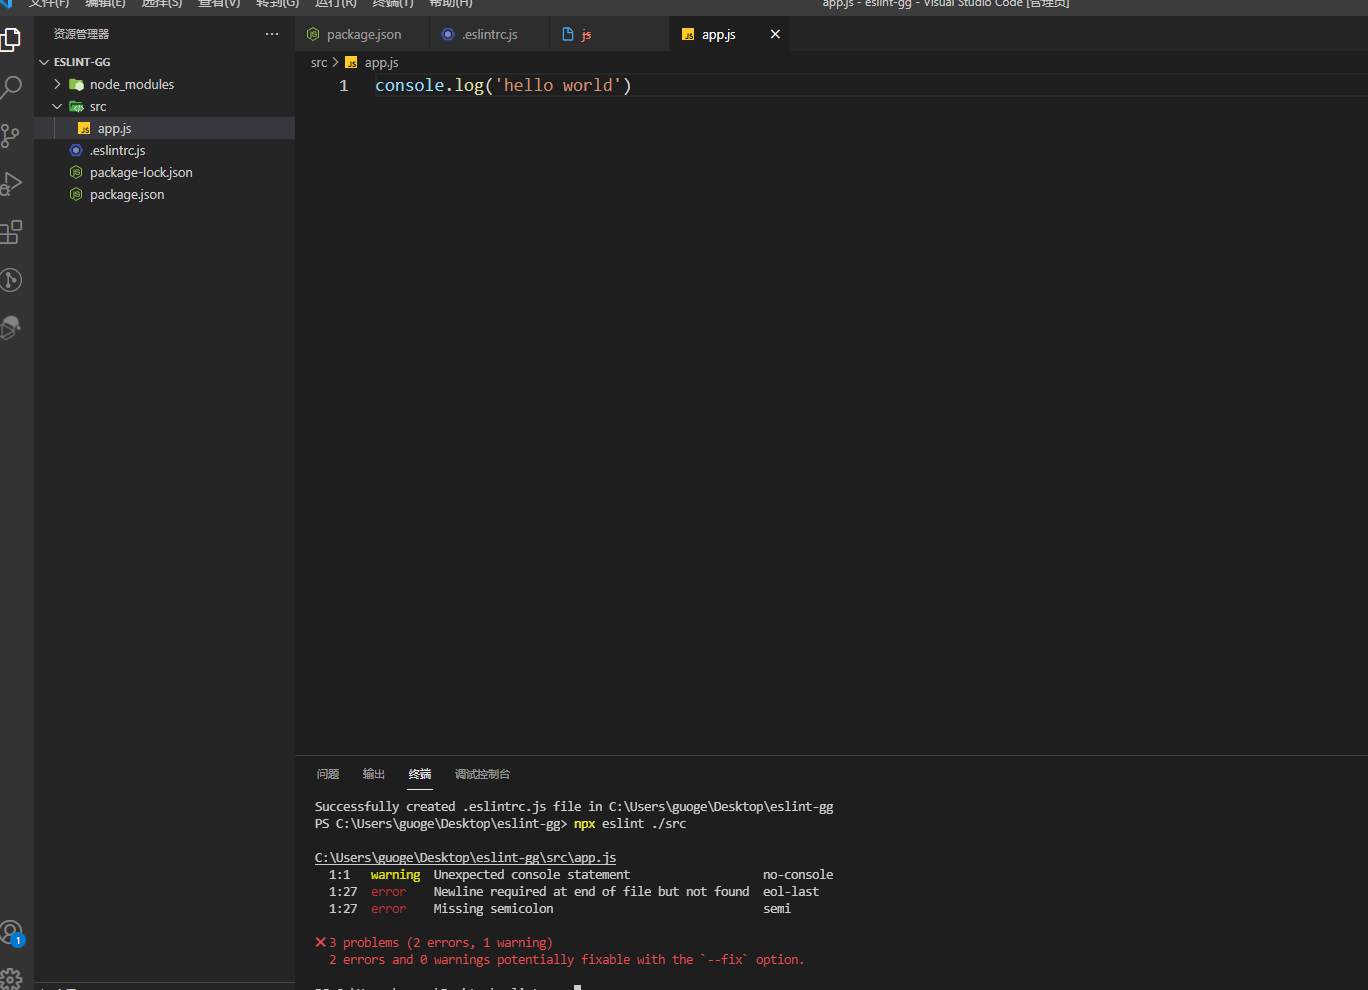 文件(F) 编辑(E) 选择(S) 查看(V) 转到(G) 运行(R) 终端(T) 帮助(H) app.js - eslint-gg - Visual Studio Code [管理员]
资源管理器 ...
package.json .eslintrc.js js app.js
ESLINT-GG
node_modules
src
app.js
.eslintrc.js
package-lock.json
package.json
src > app.js
1 console.log('hello world')
问题 输出 终端 调试控制台
Successfully created .eslintrc.js file in C:\Users\guoge\Desktop\eslint-gg
PS C:\Users\guoge\Desktop\eslint-gg> npx eslint ./src
C:\Users\guoge\Desktop\eslint-gg\src\app.js
1:1 warning Unexpected console statement no-console
1:27 error Newline required at end of file but not found eol-last
1:27 error Missing semicolon semi
✖ 3 problems (2 errors, 1 warning)
2 errors and 0 warnings potentially fixable with the `--fix` option.
1